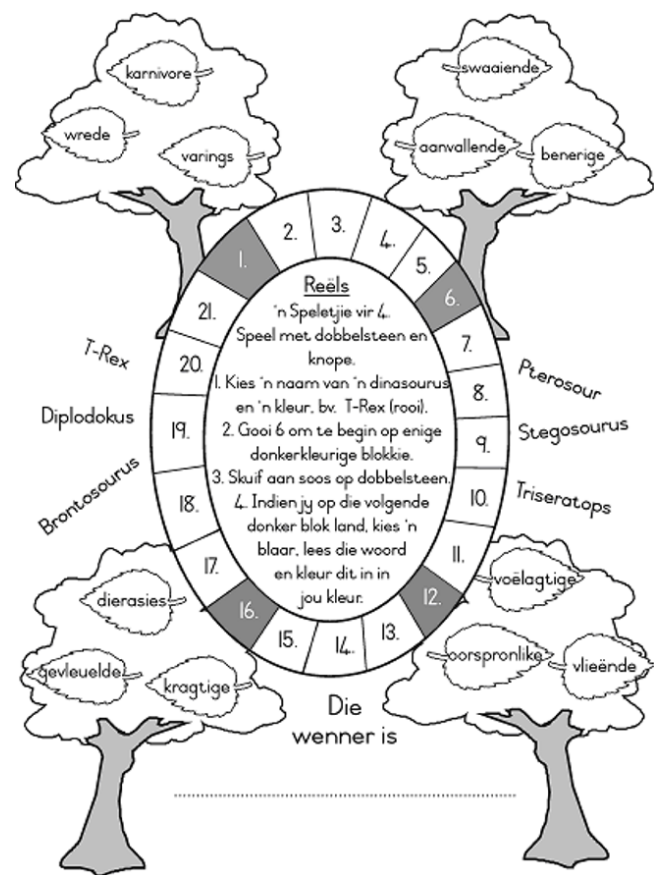 karnivore
wrede
varings
swaaiende
aanvallende
benerige
1.
2.
3.
4.
5.
6.
7.
8.
9.
10.
11.
12.
13.
14.
15.
16.
17.
18.
19.
20.
21.
Reëls
'n Speletjie vir 4.
Speel met dobbelsteen en
knope.
1. Kies 'n naam van 'n dinasourus
en 'n kleur, bv. T-Rex (rooi).
2. Gooi 6 om te begin op enige
donkerkleurige blokkie.
3. Skuif aan soos op dobbelsteen.
4. Indien jy op die volgende
donker blok land, kies 'n
blaar, lees die woord
en kleur dit in in
jou kleur.
T-Rex
Diplodokus
Brontosourus
Pterosour
Stegosourus
Triseratops
dierasies
gevleuelde
kragtige
voëlagtige
oorspronlike
vlieënde
Die
wenner is